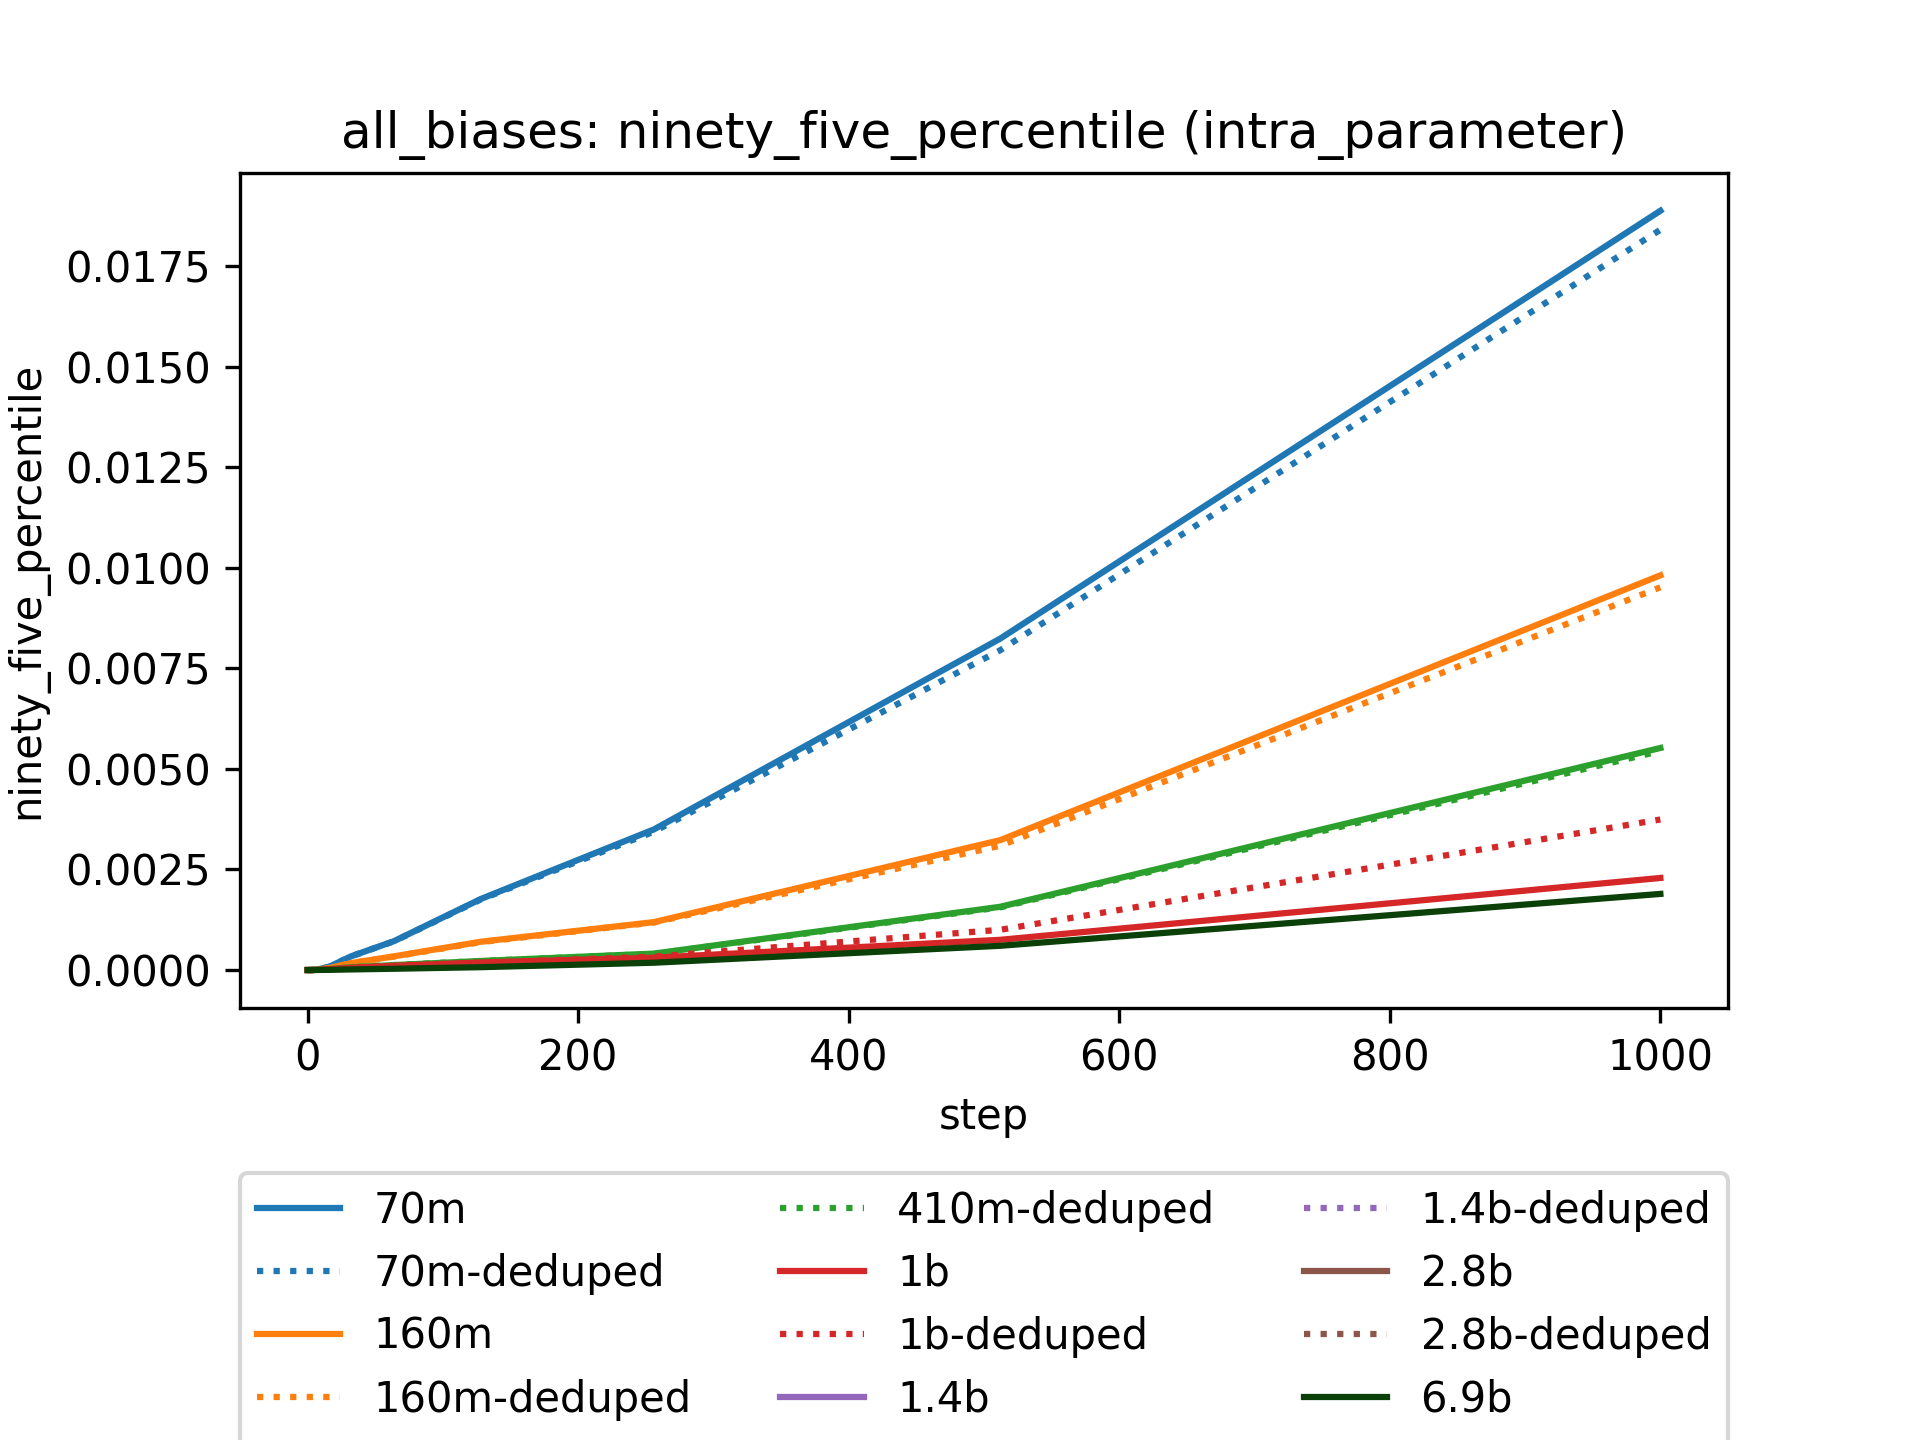 all_biases: ninety_five_percentile (intra_parameter)
ninety_five_percentile
0.0175
0.0150
0.0125
0.0100
0.0075
0.0050
0.0025
0.0000
0 200 400 600 800 1000
step
70m
70m-deduped
160m
160m-deduped
410m-deduped
1b
1b-deduped
1.4b
1.4b-deduped
2.8b
2.8b-deduped
6.9b